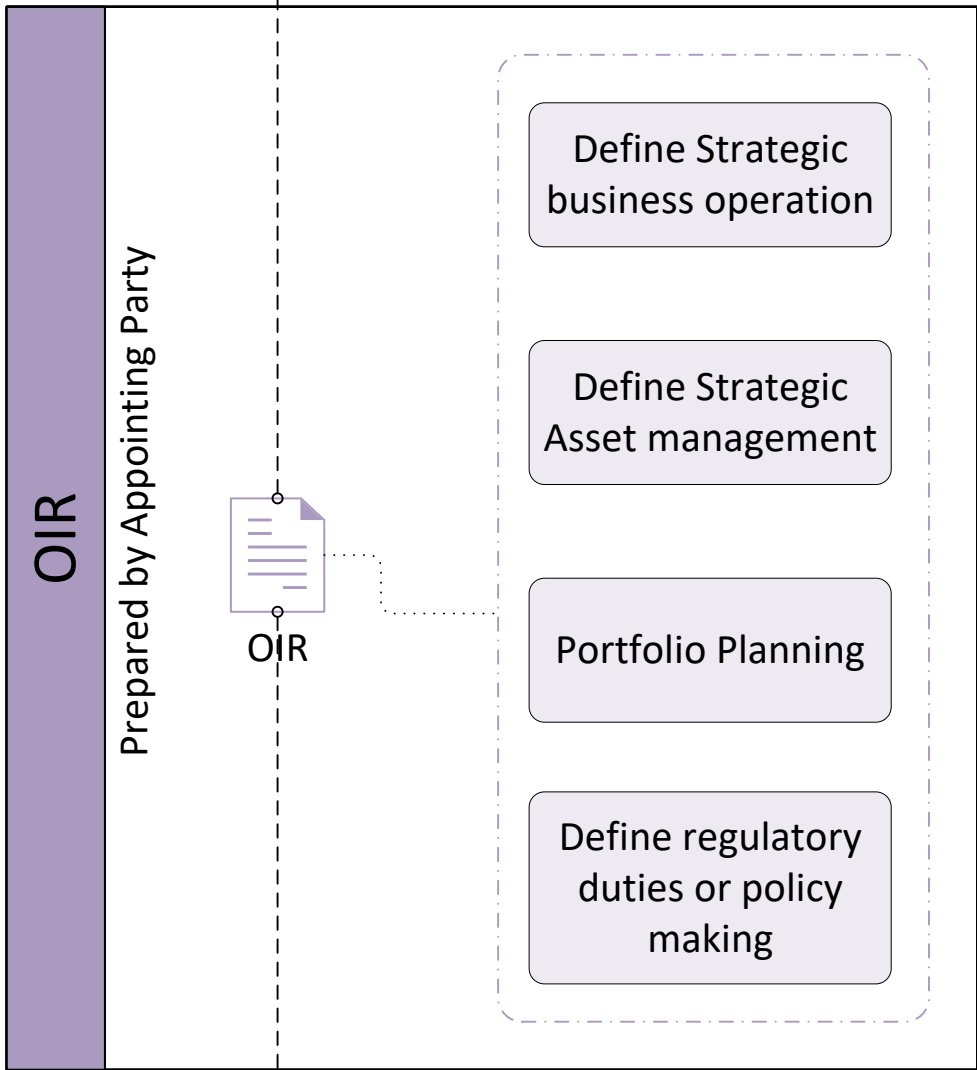 OIR
Prepared by Appointing Party
OIR
Define Strategic
business operation
Define Strategic
Asset management
Portfolio Planning
Define regulatory
duties or policy
making